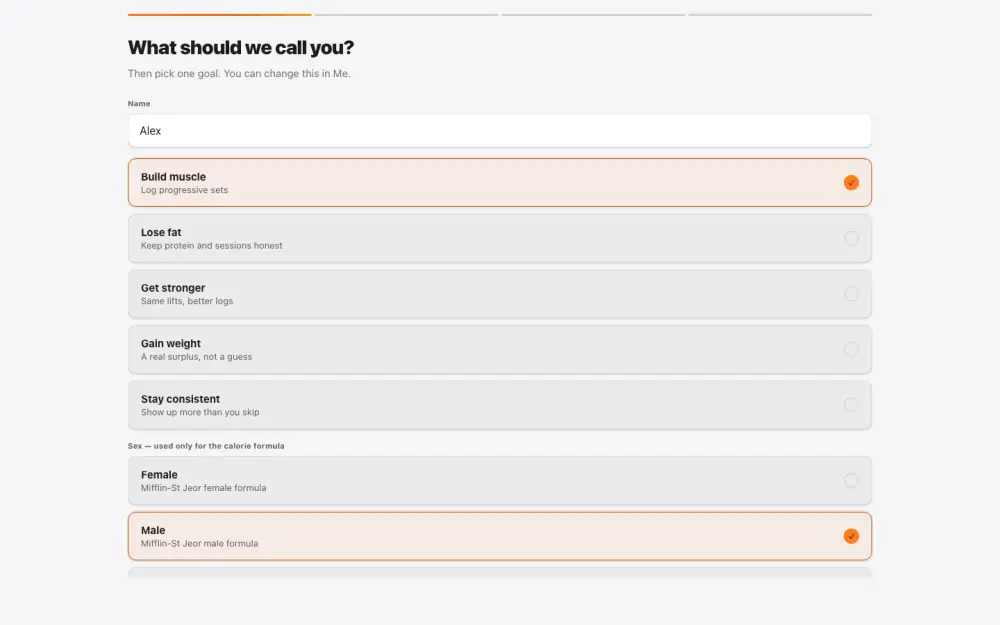 What should we call you?
Then pick one goal. You can change this in Me.
Name
Alex
Build muscle
Log progressive sets
Lose fat
Keep protein and sessions honest
Get stronger
Same lifts, better logs
Gain weight
A real surplus, not a guess
Stay consistent
Show up more than you skip
Sex — used only for the calorie formula
Female
Mifflin-St Jeor female formula
Male
Mifflin-St Jeor male formula